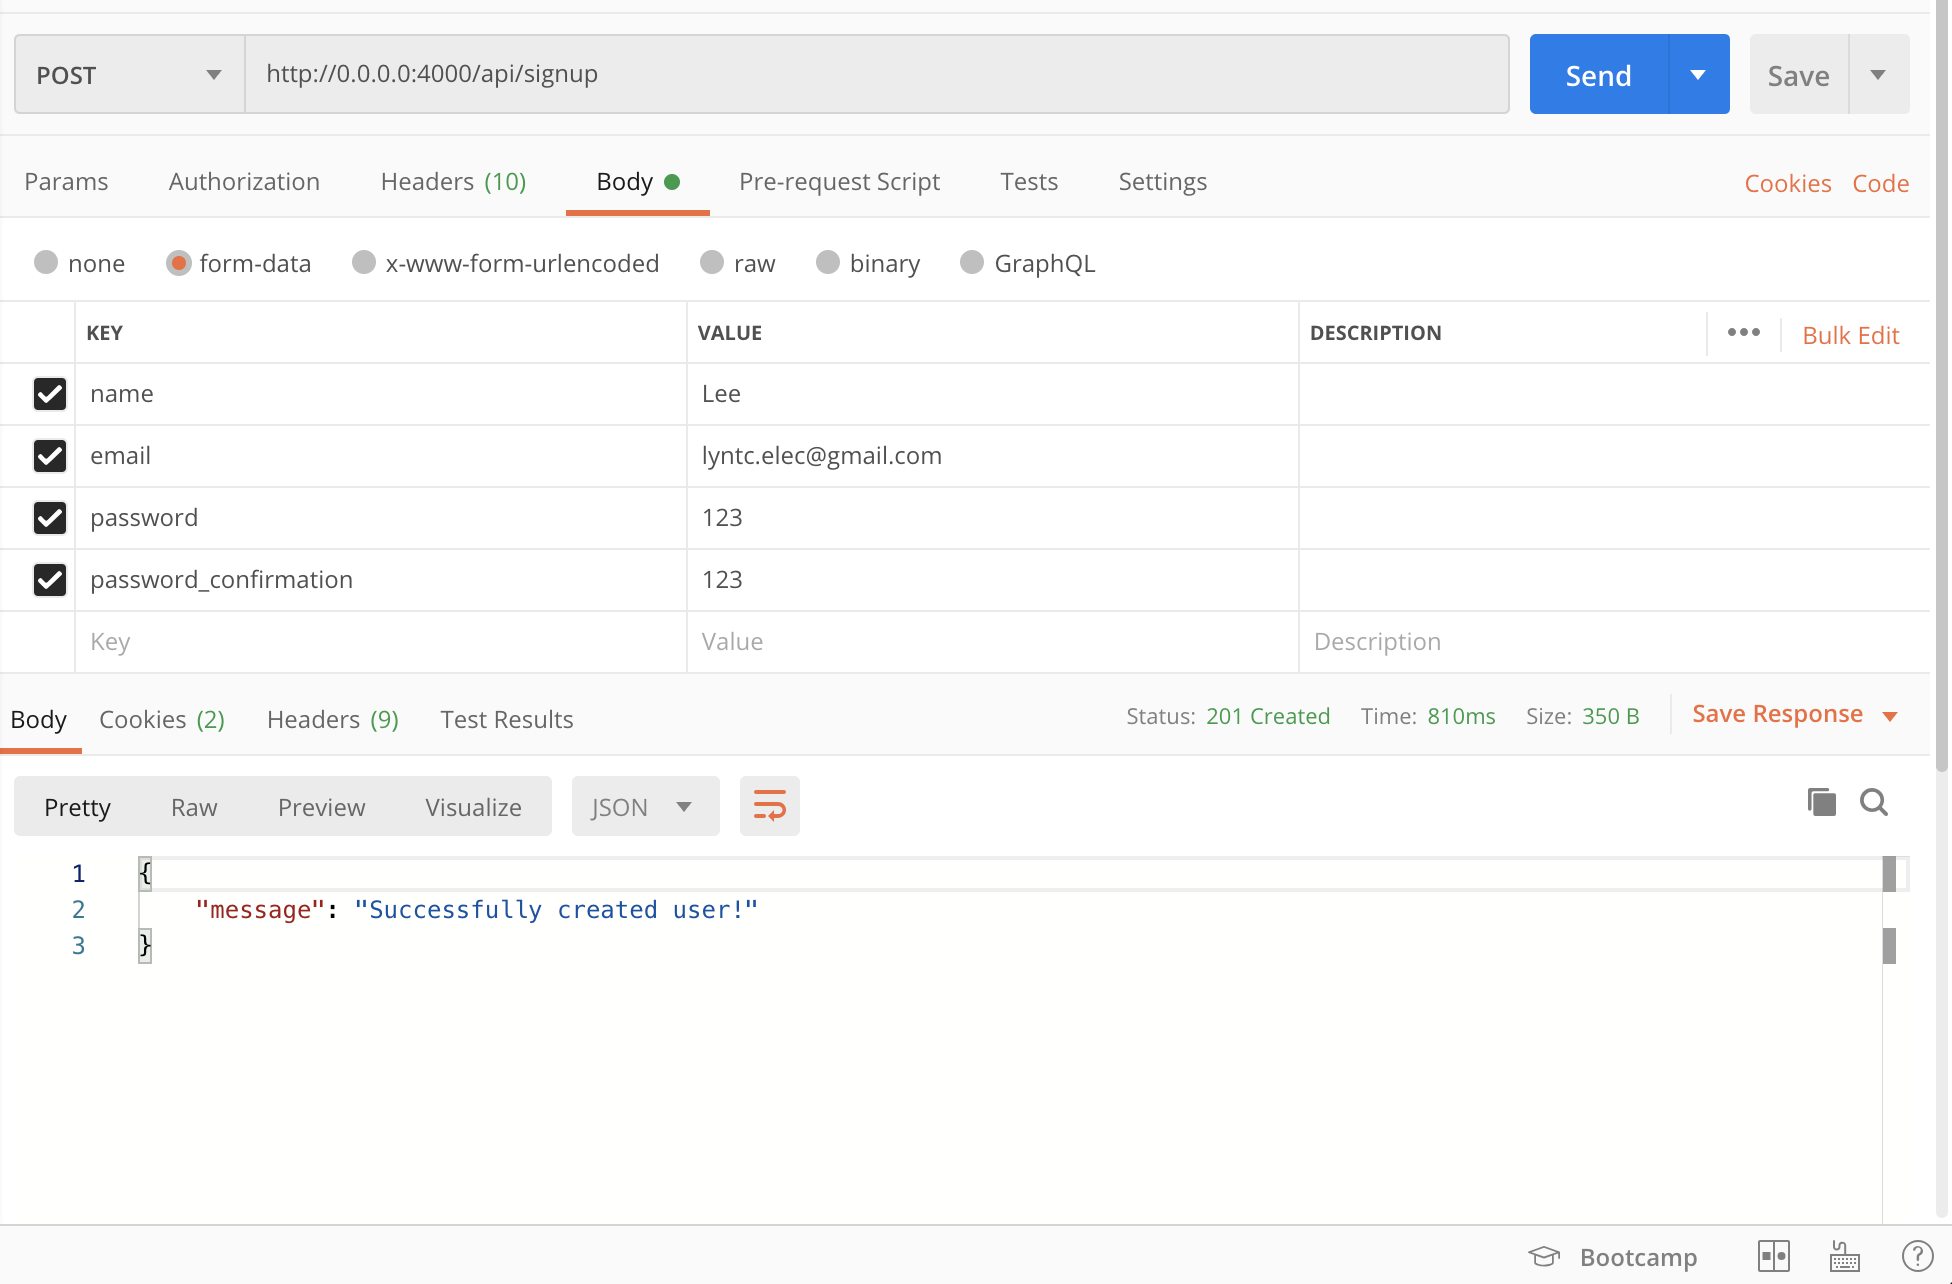 POST http://0.0.0.0:4000/api/signup Send Save
Params Authorization Headers (10) Body Pre-request Script Tests Settings Cookies Code
none form-data x-www-form-urlencoded raw binary GraphQL
KEY VALUE DESCRIPTION ••• Bulk Edit
name Lee
email lyntc.elec@gmail.com
password 123
password_confirmation 123
Key Value Description
Body Cookies (2) Headers (9) Test Results Status: 201 Created Time: 810ms Size: 350 B Save Response
Pretty Raw Preview Visualize JSON
1 {
2 "message": "Successfully created user!"
3 }
Bootcamp ?